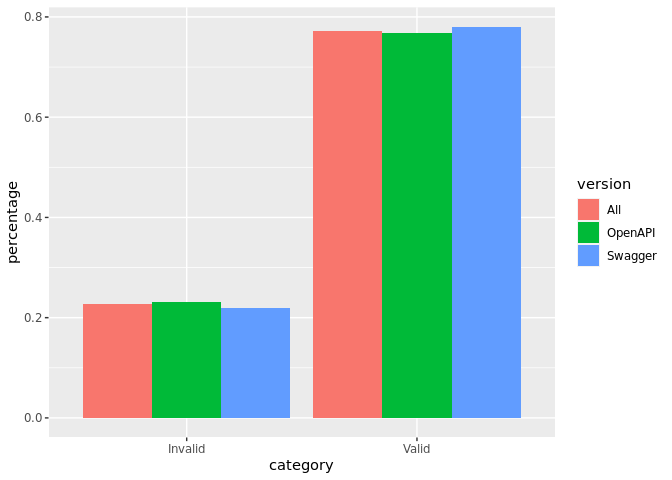 0.8
0.6
0.4
0.2
0.0
percentage
Invalid
Valid
category
version
All
OpenAPI
Swagger